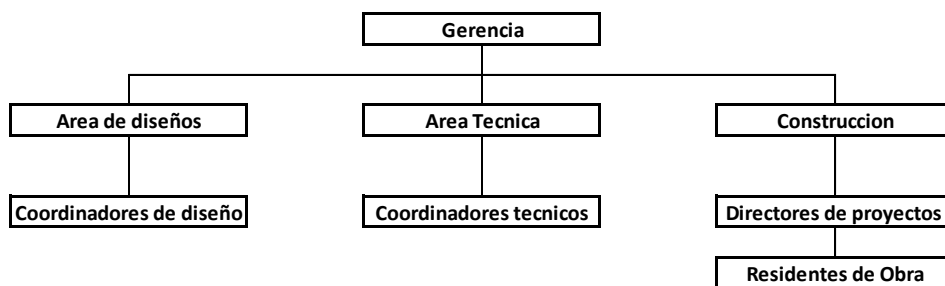 Gerencia
Area de diseños
Area Tecnica
Construccion
Coordinadores de diseño
Coordinadores tecnicos
Directores de proyectos
Residentes de Obra